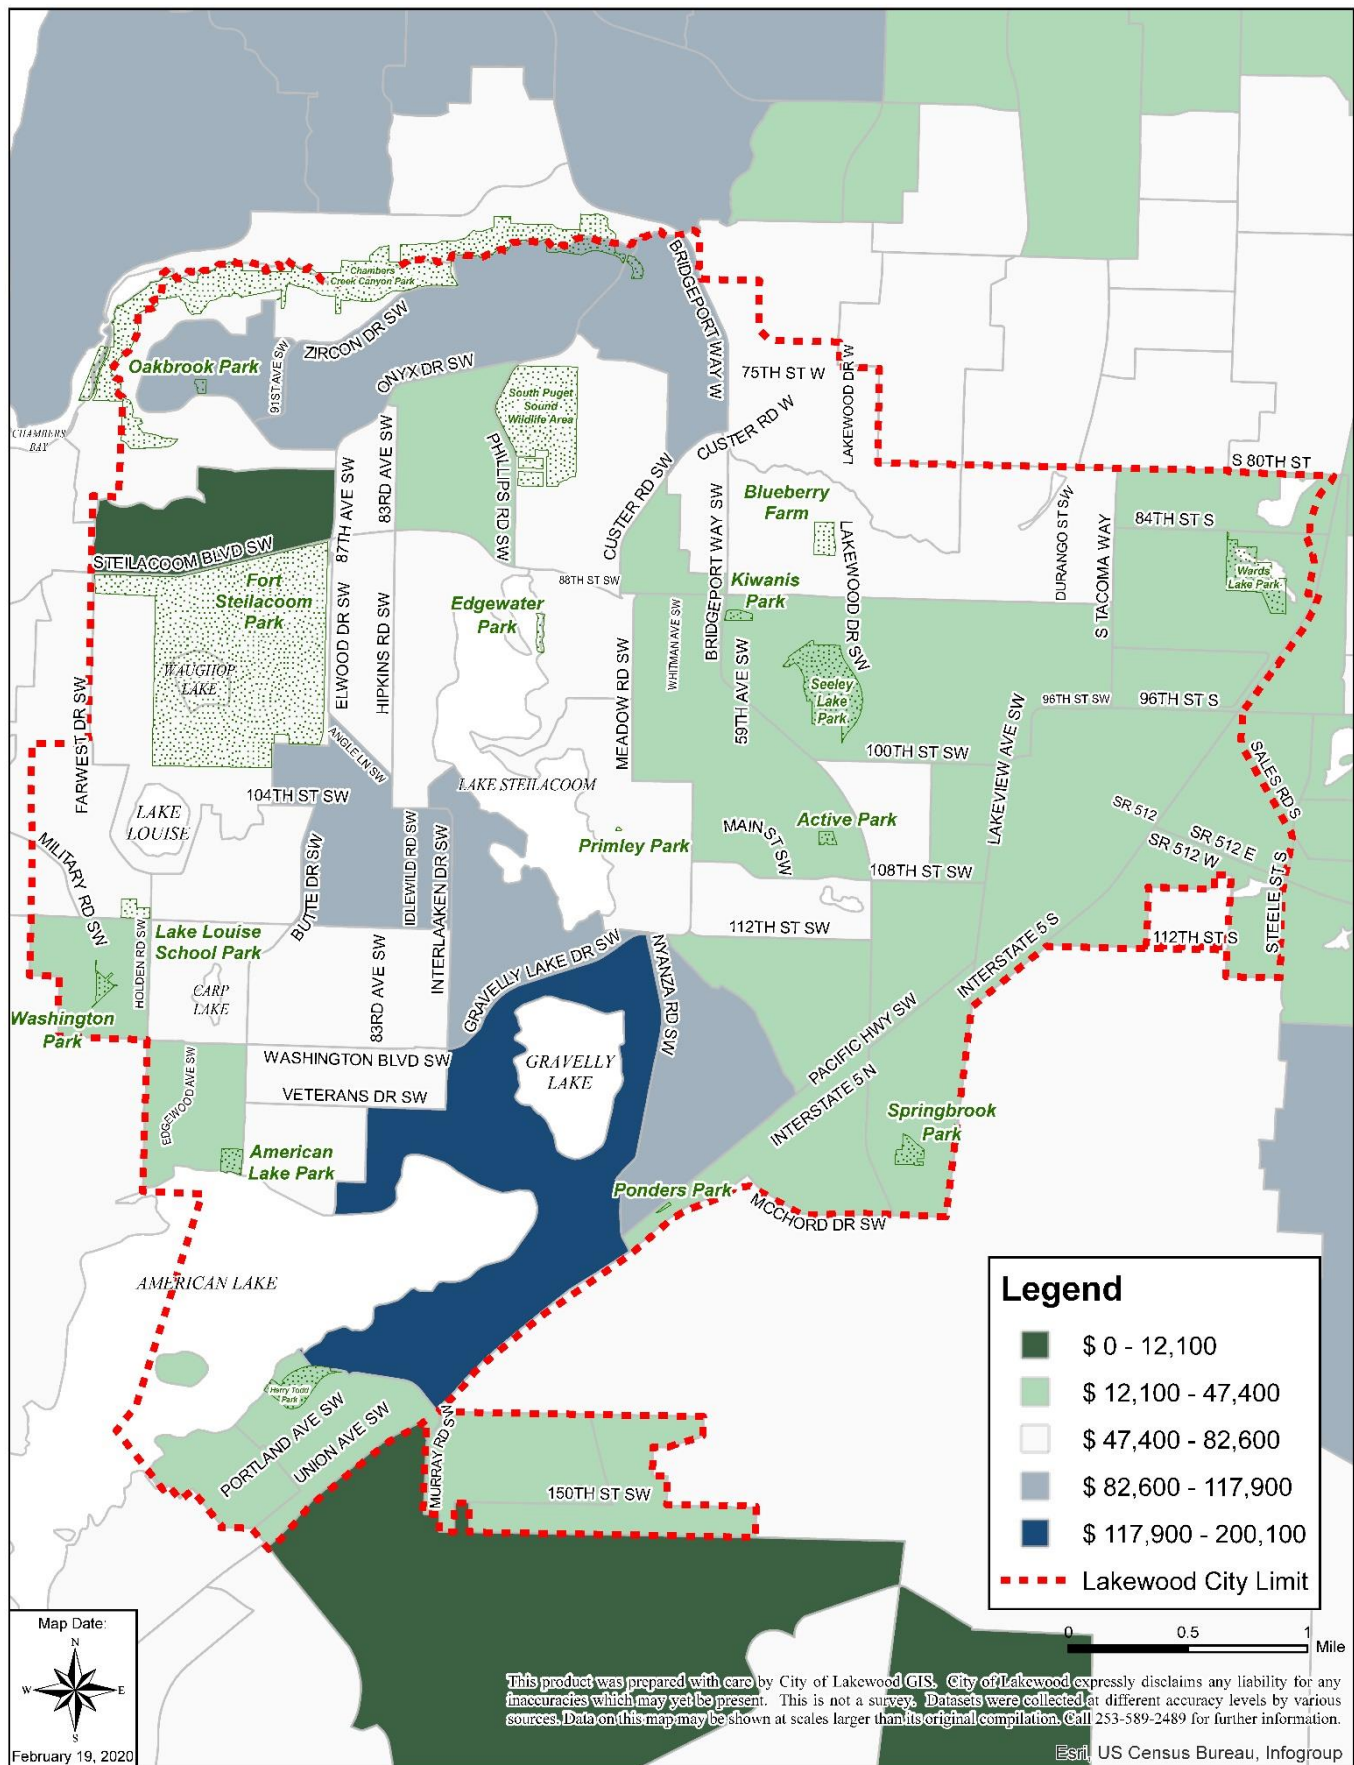 Chambers
Creek Canyon Park
BRIDGEPORT WAY W
ZIRCON DR SW
Oakbrook Park
91ST AVE SW
ONYX DR SW
75TH ST W
LAKEWOOD DR W
South Puget
Sound
Wildlife Area
CUSTER RD W
CHAMBERS
BAY
83RD AVE SW
PHILLIPS RD SW
87TH AVE SW
CUSTER RD SW
S 80TH ST
BRIDGEPORT WAY SW
Blueberry
Farm
DURANGO ST SW
S TACOMA WAY
84TH ST S
STEILACOOM BLVD SW
LAKEWOOD DR SW
88TH ST SW
Kiwanis
Park
Wards
Lake Park
Fort
Steilacoom
Park
Edgewater
Park
ELWOOD DR SW
HIPKINS RD SW
WHITMAN AVE SW
MEADOW RD SW
59TH AVE SW
WAUGHOP
LAKE
Seeley
Lake
Park
96TH ST SW
96TH ST S
FARWEST DR SW
ANGLE LN SW
100TH ST SW
LAKEVIEW AVE SW
SALES RD S
104TH ST SW
LAKE STEILACOOM
LAKE
LOUISE
IDLEWILD RD SW
INTERLAAKEN DR SW
Primley Park
MAIN ST SW
Active Park
SR 512
SR 512 E
SR 512 W
MILITARY RD SW
BUTTE DR SW
108TH ST SW
STEELE ST S
Lake Louise
School Park
HOLDEN RD SW
112TH ST SW
112TH ST S
CARP
LAKE
83RD AVE SW
GRAVELLY LAKE DR SW
NYANZA RD SW
INTERSTATE 5 S
Washington
Park
WASHINGTON BLVD SW
VETERANS DR SW
GRAVELLY
LAKE
PACIFIC HWY SW
INTERSTATE 5 N
EDGEWOOD AVE SW
Springbrook
Park
American
Lake Park
Ponders Park
MCCHORD DR SW
AMERICAN LAKE
Harry Todd
Park
PORTLAND AVE SW
UNION AVE SW
MURRAY RD SW
150TH ST SW
Legend
$ 0 - 12,100
$ 12,100 - 47,400
$ 47,400 - 82,600
$ 82,600 - 117,900
$ 117,900 - 200,100
Lakewood City Limit
0 0.5 1
Mile
Map Date:
N
W E
S
February 19, 2020
This product was prepared with care by City of Lakewood GIS. City of Lakewood expressly disclaims any liability for any
inaccuracies which may yet be present. This is not a survey. Datasets were collected at different accuracy levels by various
sources. Data on this map may be shown at scales larger than its original compilation. Call 253-589-2489 for further information.
Esri, US Census Bureau, Infogroup